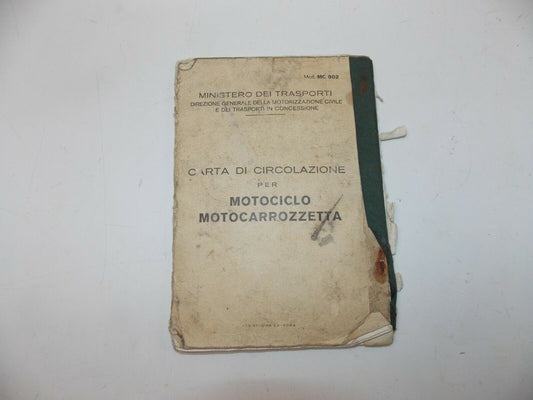 Mod. MC 802
MINISTERO DEI TRASPORTI
DIREZIONE GENERALE DELLA MOTORIZZAZIONE CIVILE
E DEI TRASPORTI IN CONCESSIONE
CARTA DI CIRCOLAZIONE
PER
MOTOCICLO
MOTOCARROZZETTA